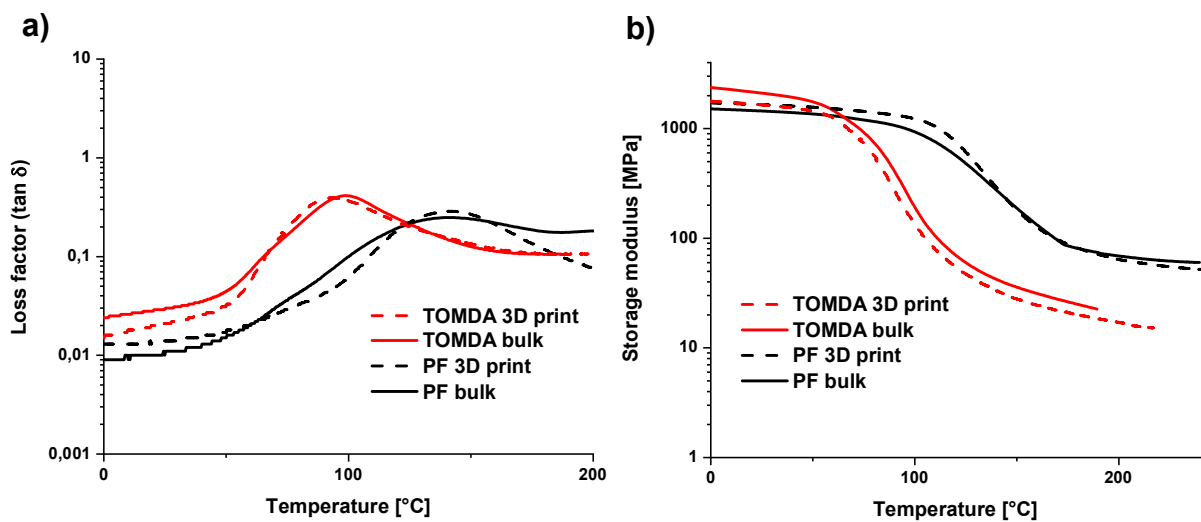 a)
10
1
0,1
0,01
0,001
Loss factor (tan δ)
TOMDA 3D print
TOMDA bulk
PF 3D print
PF bulk
0
100
200
Temperature [°C]
b)
1000
100
10
1
Storage modulus [MPa]
TOMDA 3D print
TOMDA bulk
PF 3D print
PF bulk
0
100
200
Temperature [°C]